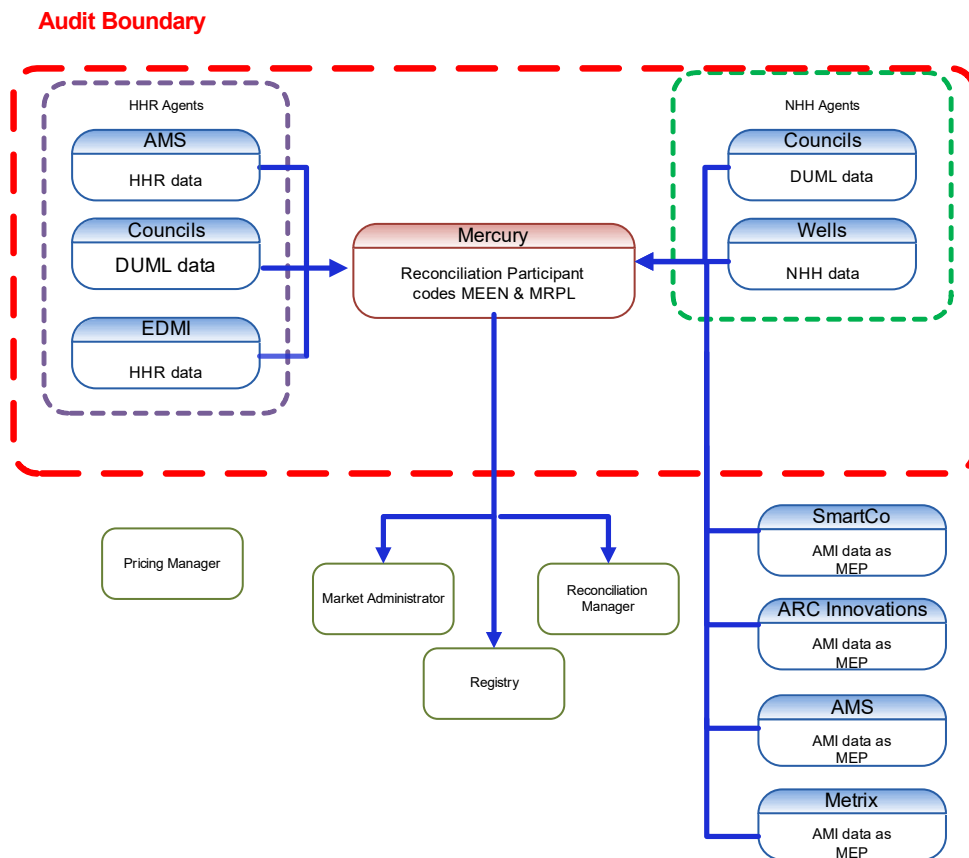 Audit Boundary
HHR Agents
AMS
HHR data
Councils
DUML data
EDMI
HHR data
Mercury
Reconciliation Participant
codes MEEN & MRPL
NHH Agents
Councils
DUML data
Wells
NHH data
Pricing Manager
Market Administrator
Reconciliation
Manager
Registry
SmartCo
AMI data as
MEP
ARC Innovations
AMI data as
MEP
AMS
AMI data as
MEP
Metrix
AMI data as
MEP